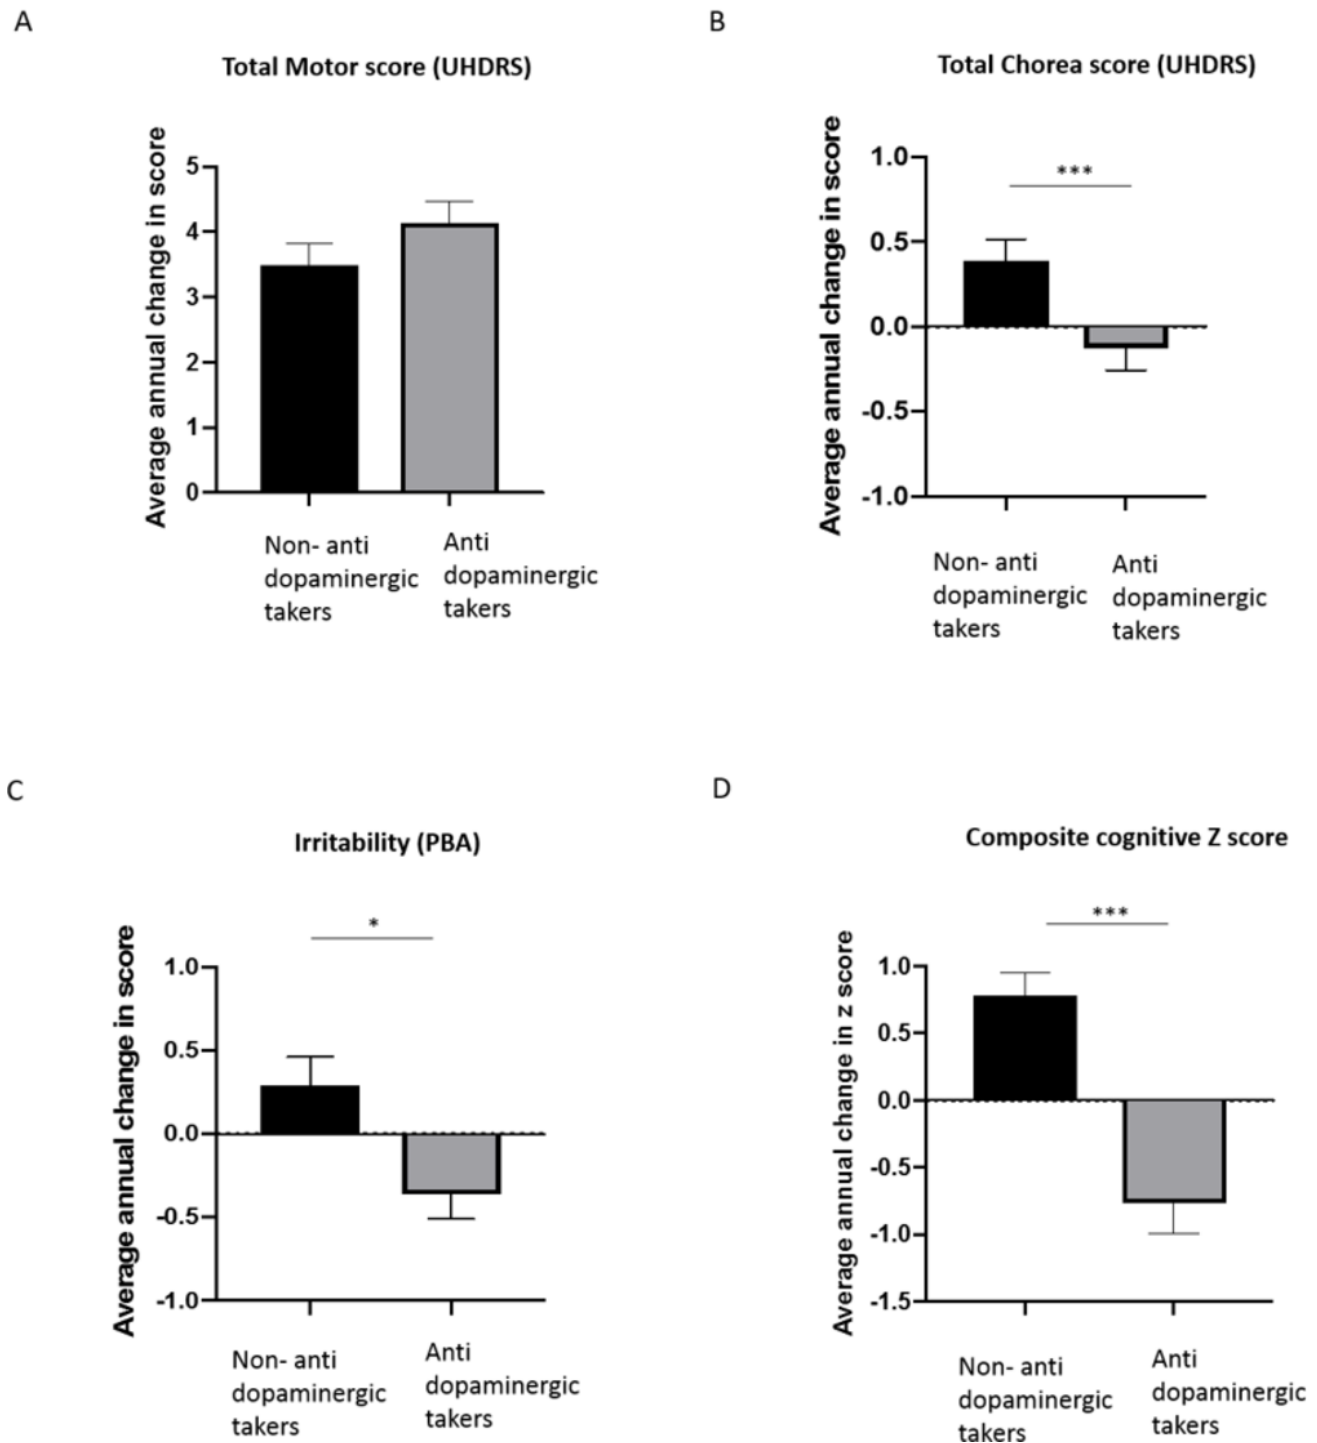 A
Total Motor score (UHDRS)
Average annual change in score
5
4
3
2
1
0
Non- anti
dopaminergic
takers
Anti
dopaminergic
takers
B
Total Chorea score (UHDRS)
Average annual change in score
1.0
0.5
0.0
-0.5
-1.0
***
Non- anti
dopaminergic
takers
Anti
dopaminergic
takers
C
Irritability (PBA)
Average annual change in score
1.0
0.5
0.0
-0.5
-1.0
*
Non- anti
dopaminergic
takers
Anti
dopaminergic
takers
D
Composite cognitive Z score
Average annual change in z score
1.0
0.5
0.0
-0.5
-1.0
-1.5
***
Non- anti
dopaminergic
takers
Anti
dopaminergic
takers